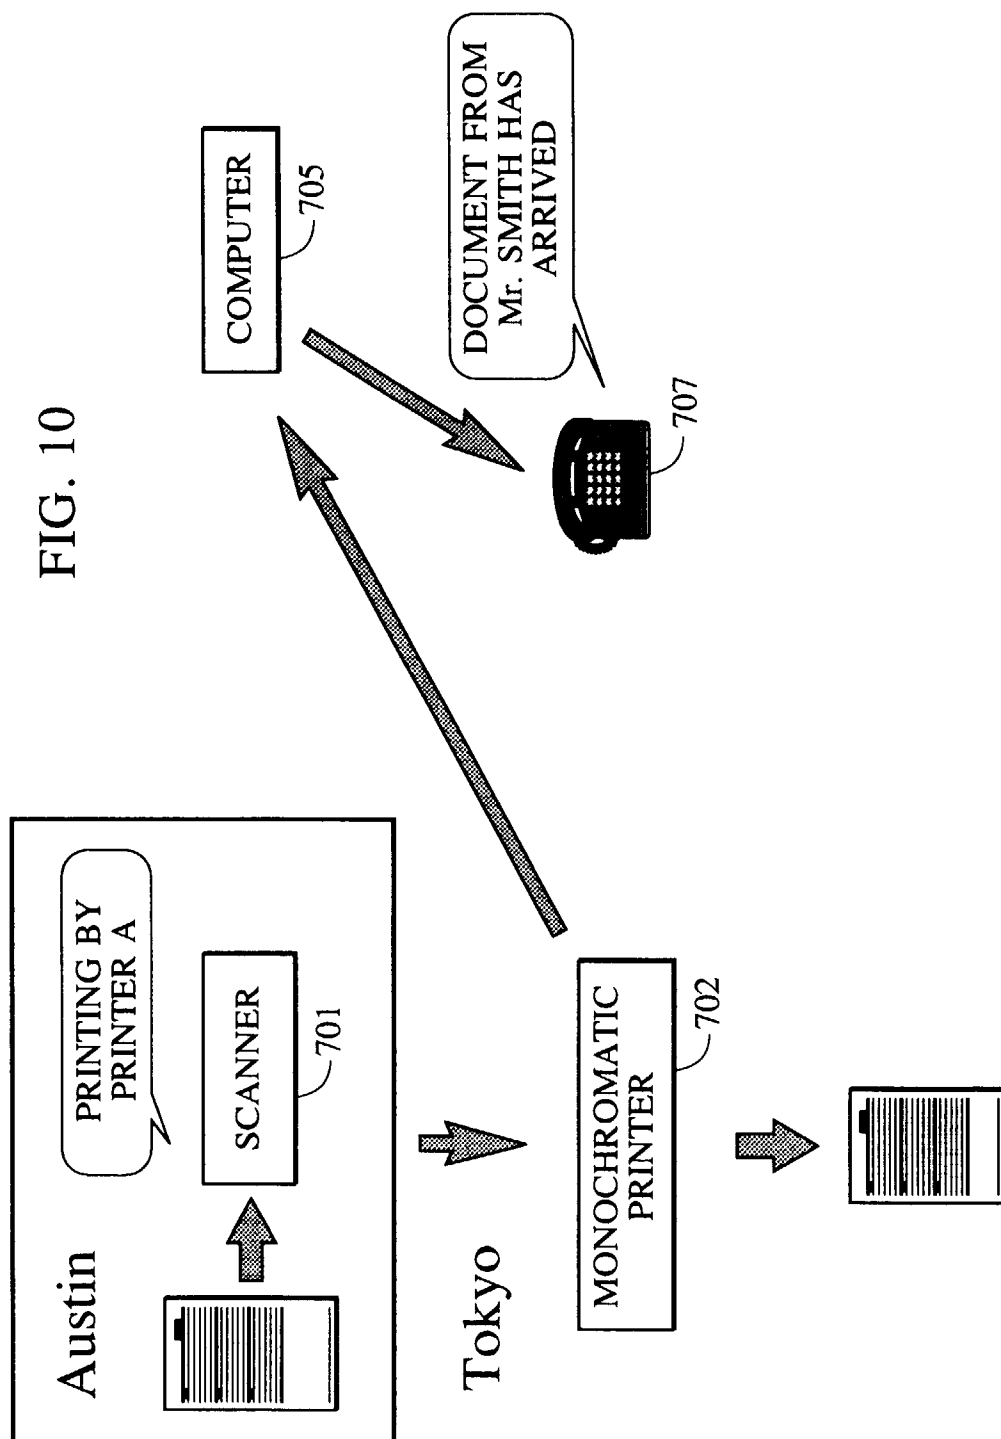 FIG. 10
Austin
PRINTING BY
PRINTER A
SCANNER
701
Tokyo
MONOCHROMATIC
PRINTER
702
COMPUTER
705
DOCUMENT FROM
Mr. SMITH HAS
ARRIVED
707